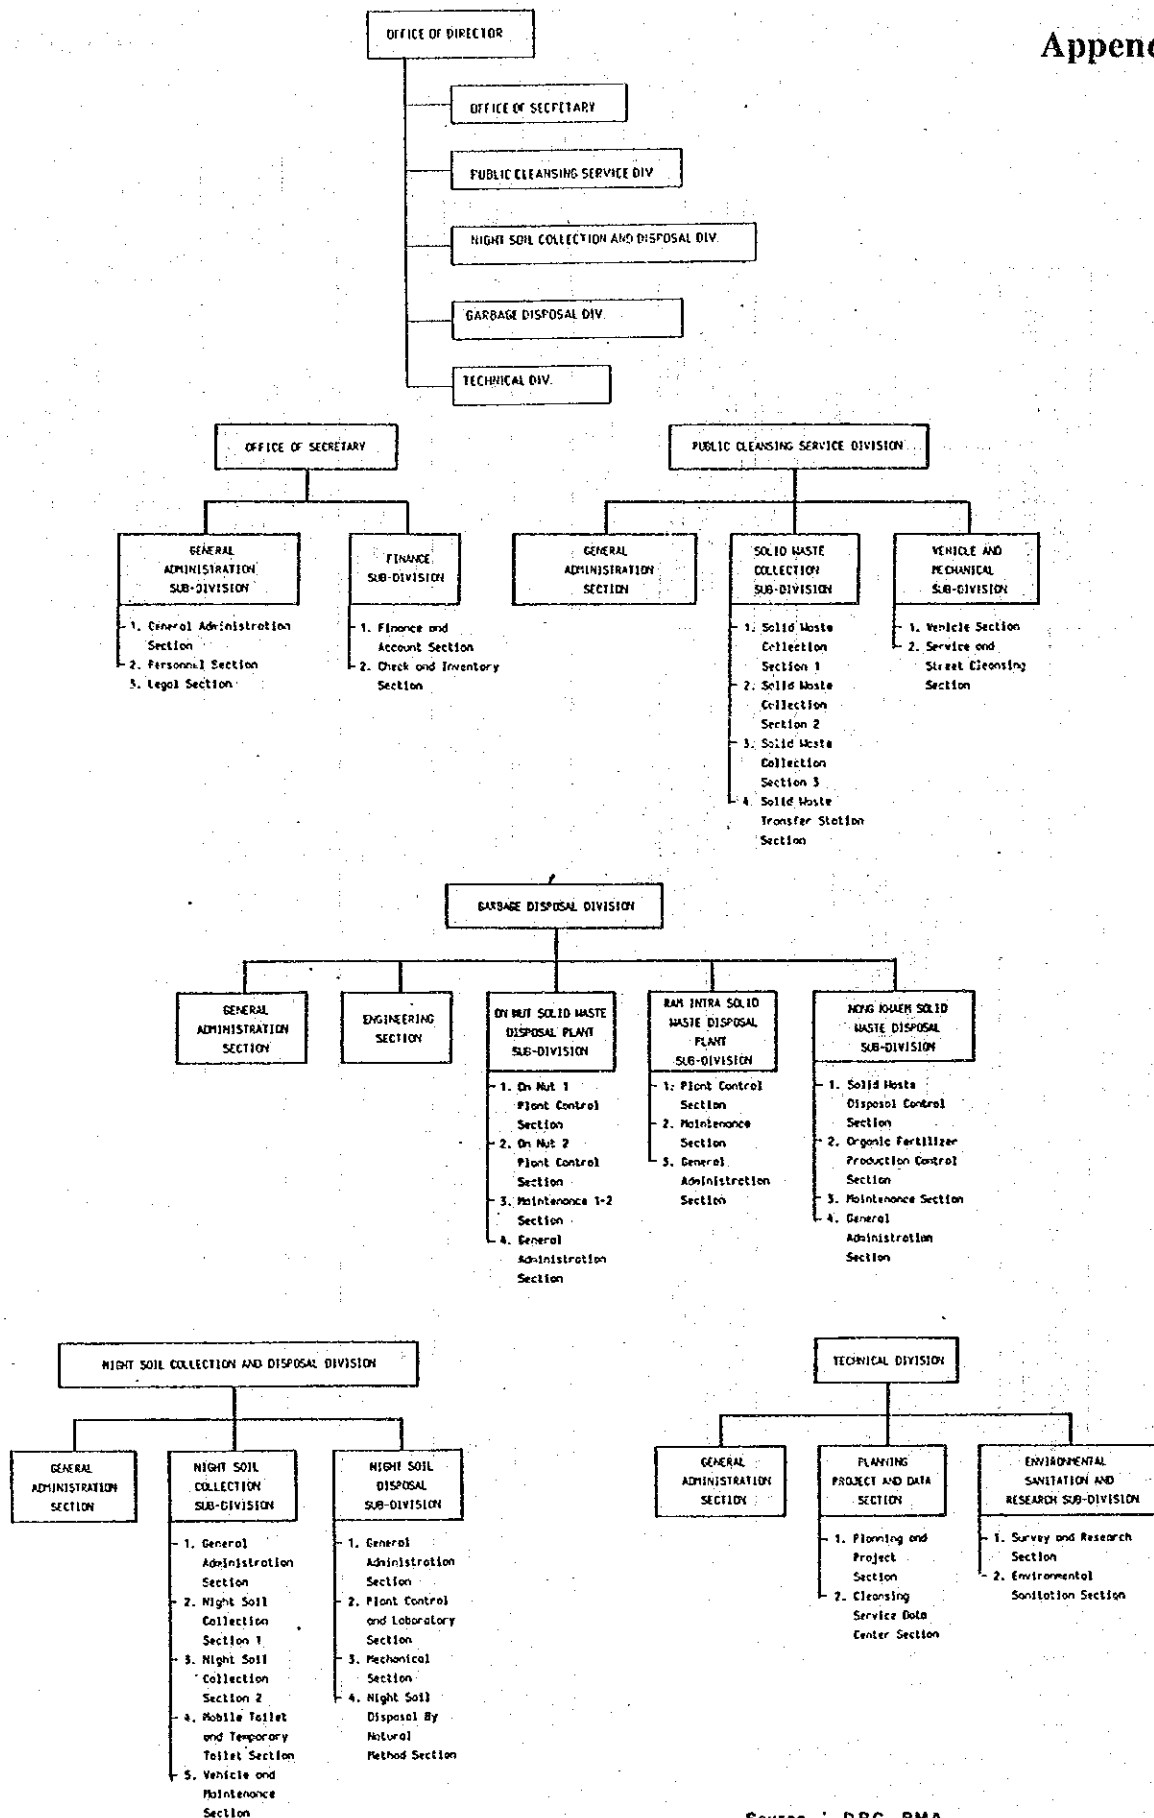 Append
OFFICE OF DIRECTOR
OFFICE OF SECRETARY
PUBLIC CLEANSING SERVICE DIV
NIGHT SOIL COLLECTION AND DISPOSAL DIV.
GARBAGE DISPOSAL DIV.
TECHNICAL DIV.
OFFICE OF SECRETARY
GENERAL
ADMINISTRATION
SUB-DIVISION
1. General Administration
Section
2. Personnil Section
3. Legal Section
FINANCE
SUB-DIVISION
1. Finance and
Account Section
2. Check and Inventory
Section
PUBLIC CLEANSING SERVICE DIVISION
GENERAL
ADMINISTRATION
SECTION
SOLID WASTE
COLLECTION
SUB-DIVISION
1. Solid Waste
Collection
Section 1
2. Solid Waste
Collection
Section 2
3. Solid Waste
Collection
Section 3
4. Solid Waste
Transfer Station
Section
VEHICLE AND
MECHANICAL
SUB-DIVISION
1. Vehicle Section
2. Service and
Street Cleansing
Section
GARBAGE DISPOSAL DIVISION
GENERAL
ADMINISTRATION
SECTION
ENGINEERING
SECTION
ON NUT SOLID WASTE
DISPOSAL PLANT
SUB-DIVISION
1. On Nut 1
Plant Control
Section
2. On Nut 2
Plant Control
Section
3. Maintenance 1-2
Section
4. General
Administration
Section
RAM INTRA SOLID
WASTE DISPOSAL
PLANT
SUB-DIVISION
1. Plant Control
Section
2. Maintenance
Section
3. General
Administration
Section
NONG KHAEM SOLID
WASTE DISPOSAL
SUB-DIVISION
1. Solid Waste
Disposal Control
Section
2. Organic Fertilizer
Production Control
Section
3. Maintenance Section
4. General
Administration
Section
NIGHT SOIL COLLECTION AND DISPOSAL DIVISION
GENERAL
ADMINISTRATION
SECTION
NIGHT SOIL
COLLECTION
SUB-DIVISION
1. General
Administration
Section
2. Night Soil
Collection
Section 1
3. Night Soil
Collection
Section 2
4. Mobile Toilet
and Temporary
Toilet Section
5. Vehicle and
Maintenance
Section
NIGHT SOIL
DISPOSAL
SUB-DIVISION
1. General
Administration
Section
2. Plant Control
and Laboratory
Section
3. Mechanical
Section
4. Night Soil
Disposal By
Natural
Method Section
TECHNICAL DIVISION
GENERAL
ADMINISTRATION
SECTION
PLANNING
PROJECT AND DATA
SECTION
1. Planning and
Project
Section
2. Cleansing
Service Data
Center Section
ENVIRONMENTAL
SANITATION AND
RESEARCH SUB-DIVISION
1. Survey and Research
Section
2. Environmental
Sanitation Section